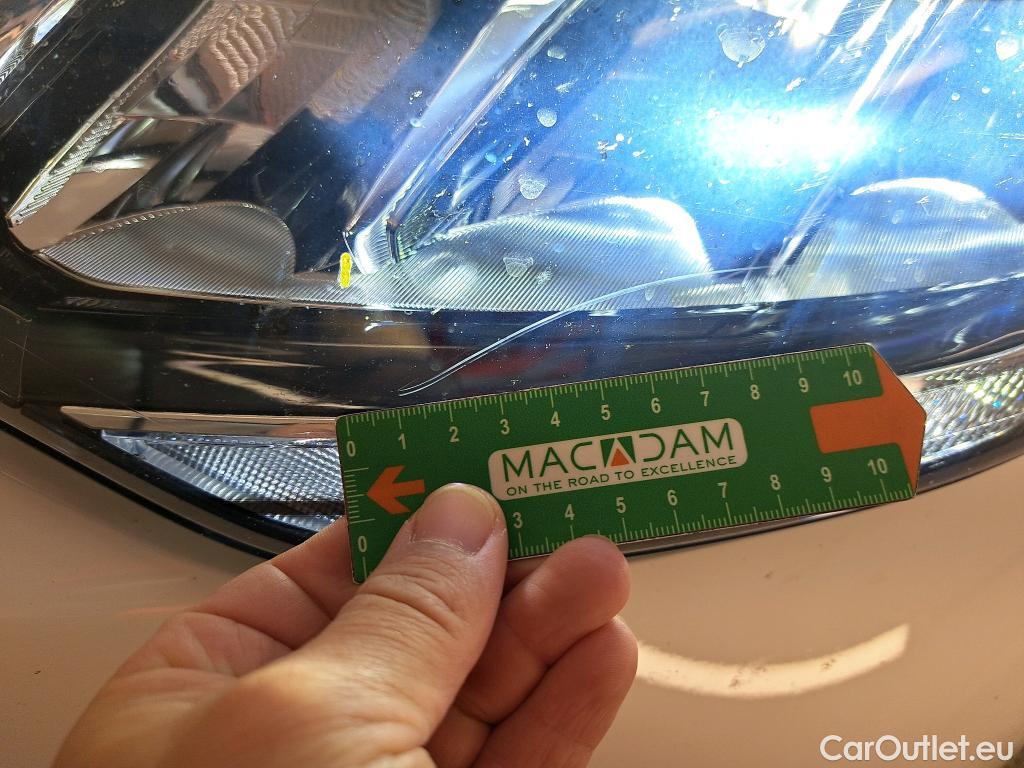 0 1 2 3 4 5 6 7 8 9 10
MACADAM
ON THE ROAD TO EXCELLENCE
0 3 4 5 6 7 8 9 10
CarOutlet.eu